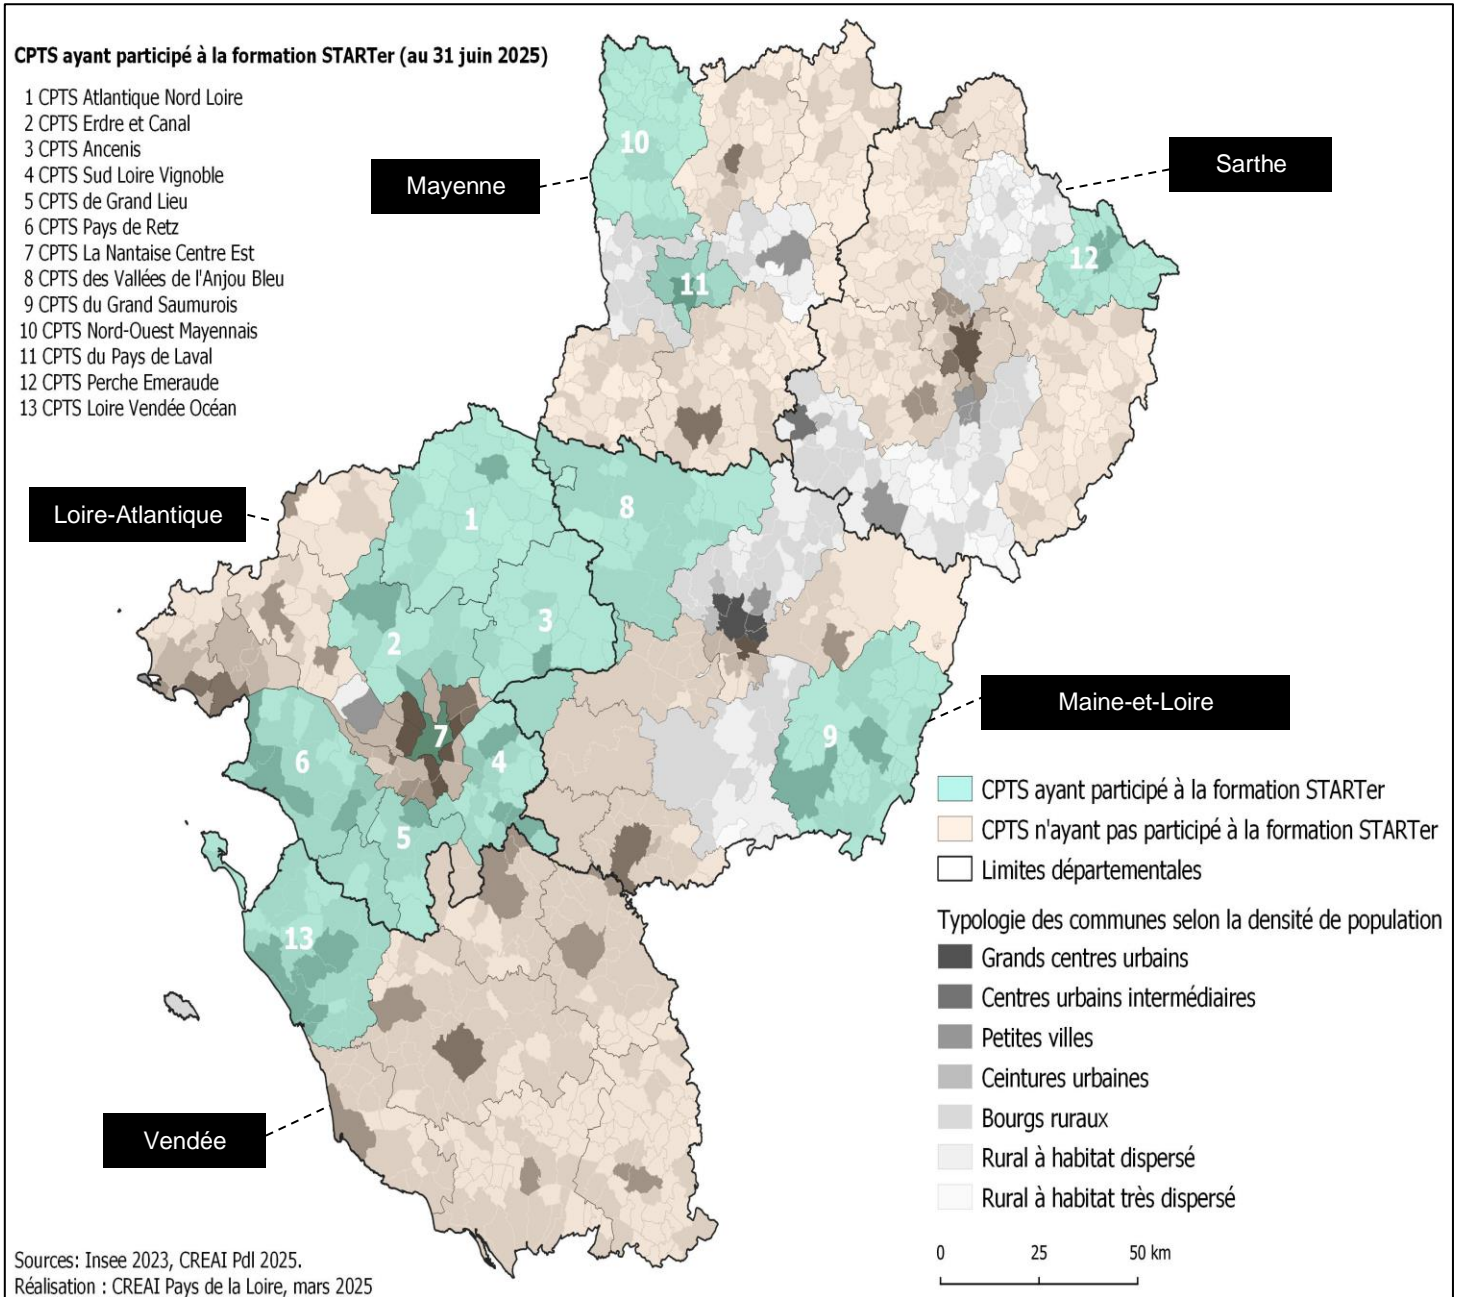 CPTS ayant participé à la formation STARTer (au 31 juin 2025)
1 CPTS Atlantique Nord Loire
2 CPTS Erdre et Canal
3 CPTS Ancenis
4 CPTS Sud Loire Vignoble
5 CPTS de Grand Lieu
6 CPTS Pays de Retz
7 CPTS La Nantaise Centre Est
8 CPTS des Vallées de l'Anjou Bleu
9 CPTS du Grand Saumurois
10 CPTS Nord-Ouest Mayennais
11 CPTS du Pays de Laval
12 CPTS Perche Emeraude
13 CPTS Loire Vendée Océan
Mayenne
Sarthe
Loire-Atlantique
Maine-et-Loire
Vendée
10
11
12
8
1
3
2
7
4
6
5
9
13
CPTS ayant participé à la formation STARTer
CPTS n'ayant pas participé à la formation STARTer
Limites départementales
Typologie des communes selon la densité de population
Grands centres urbains
Centres urbains intermédiaires
Petites villes
Ceintures urbaines
Bourgs ruraux
Rural à habitat dispersé
Rural à habitat très dispersé
0 25 50 km
Sources: Insee 2023, CREAI Pdl 2025.
Réalisation : CREAI Pays de la Loire, mars 2025